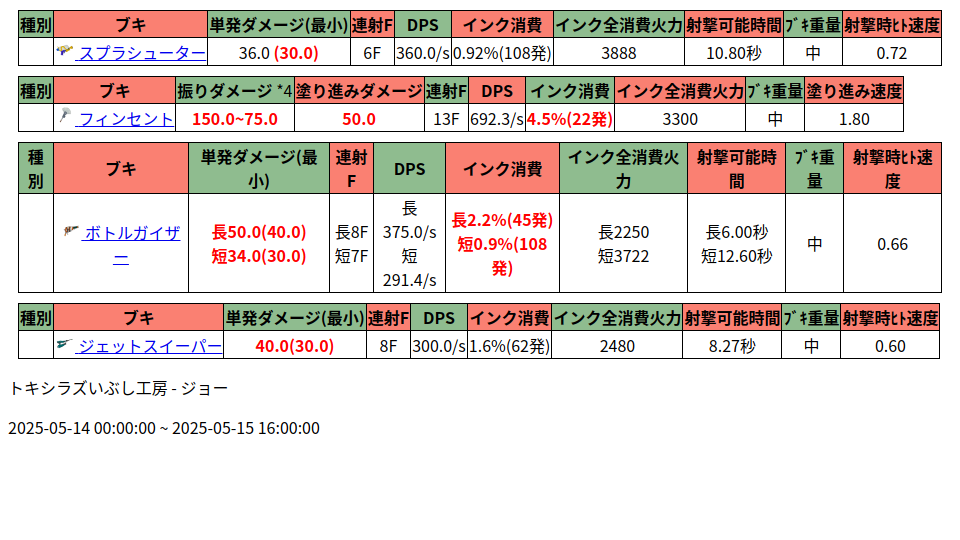 種別 ブキ 単発ダメージ(最小) 連射F DPS インク消費 インク全消費火力 射撃可能時間 ﾌﾞｷ重量 射撃時ﾋﾄ速度
スプラシューター 36.0 (30.0) 6F 360.0/s 0.92%(108発) 3888 10.80秒 中 0.72
種別 ブキ 振りダメージ *4 塗り進みダメージ 連射F DPS インク消費 インク全消費火力 ﾌﾞｷ重量 塗り進み速度
フィンセント 150.0~75.0 50.0 13F 692.3/s 4.5%(22発) 3300 中 1.80
種別 ブキ 単発ダメージ(最小) 連射F DPS インク消費 インク全消費火力 射撃可能時間 ﾌﾞｷ重量 射撃時ﾋﾄ速度
ボトルガイザー 長50.0(40.0) 短34.0(30.0) 長8F 短7F 長375.0/s 短291.4/s 長2.2%(45発) 短0.9%(108発) 長2250 短3722 長6.00秒 短12.60秒 中 0.66
種別 ブキ 単発ダメージ(最小) 連射F DPS インク消費 インク全消費火力 射撃可能時間 ﾌﾞｷ重量 射撃時ﾋﾄ速度
ジェットスイーパー 40.0(30.0) 8F 300.0/s 1.6%(62発) 2480 8.27秒 中 0.60
トキシラズいぶし工房 - ジョー
2025-05-14 00:00:00 ~ 2025-05-15 16:00:00